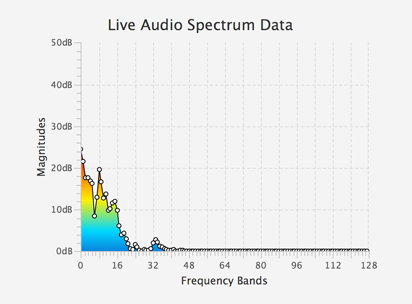 Live Audio Spectrum Data
50dB
40dB
30dB
20dB
10dB
0dB
Magnitudes
0 16 32 48 64 80 96 112 128
Frequency Bands